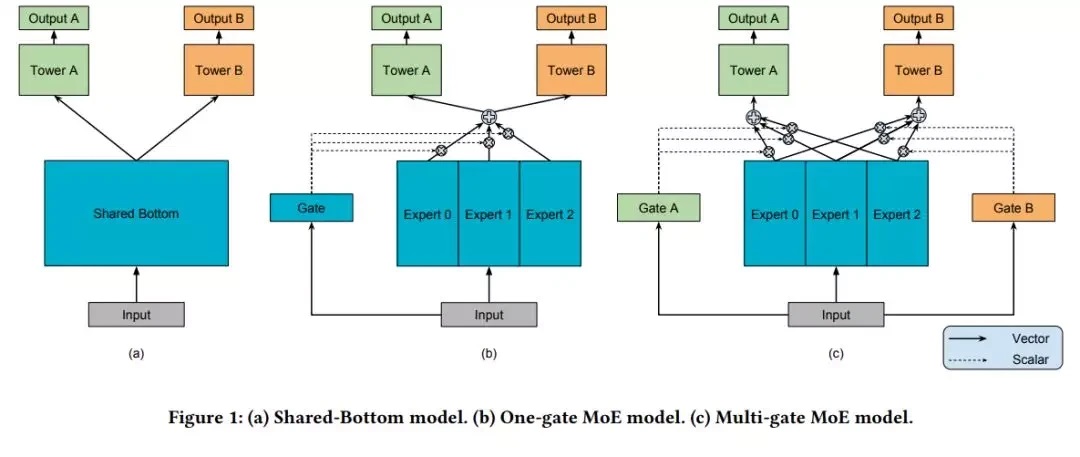 Output A
Output B
Tower A
Tower B
Shared Bottom
Input
(a)
Output A
Output B
Tower A
Tower B
Gate
Expert 0
Expert 1
Expert 2
Input
(b)
Output A
Output B
Tower A
Tower B
Gate A
Expert 0
Expert 1
Expert 2
Gate B
Input
(c)
Vector
Scalar
Figure 1: (a) Shared-Bottom model. (b) One-gate MoE model. (c) Multi-gate MoE model.